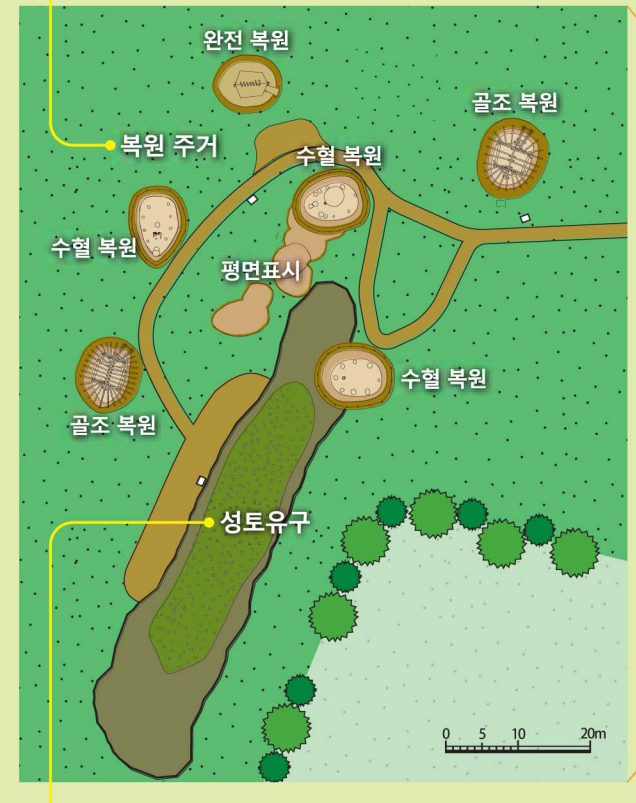 완전 복원
골조 복원
복원 주거
수혈 복원
수혈 복원
평면표시
수혈 복원
골조 복원
성토유구
0 5 10 20m